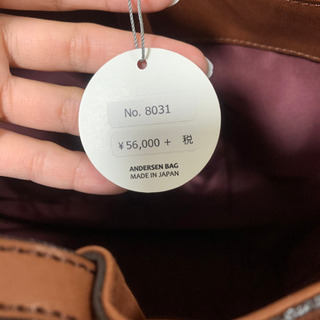 No. 8031
¥56,000 + 税
ANDERSEN BAG
MADE IN JAPAN